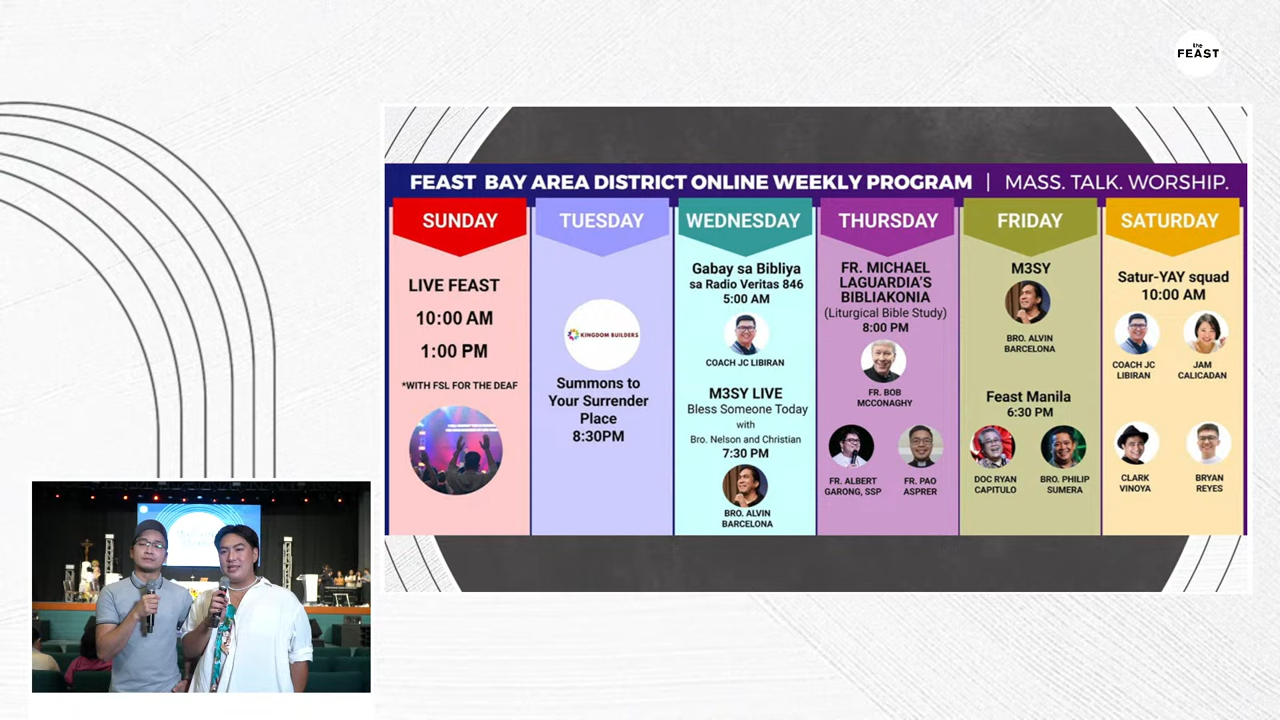 the
FEAST
FEAST BAY AREA DISTRICT ONLINE WEEKLY PROGRAM | MASS. TALK. WORSHIP.
SUNDAY
LIVE FEAST
10:00 AM
1:00 PM
*WITH FSL FOR THE DEAF
TUESDAY
KINGDOM BUILDERS
Summons to
Your Surrender
Place
8:30PM
WEDNESDAY
Gabay sa Bibliya
sa Radio Veritas 846
5:00 AM
COACH JC LIBIRAN
M3SY LIVE
Bless Someone Today
with
Bro. Nelson and Christian
7:30 PM
BRO. ALVIN
BARCELONA
THURSDAY
FR. MICHAEL
LAGUARDIA'S
BIBLIAKONIA
(Liturgical Bible Study)
8:00 PM
FR. BOB
MCCONAGHY
FR. ALBERT
GARONG, SSP
FR. PAO
ASPRER
FRIDAY
M3SY
BRO. ALVIN
BARCELONA
Feast Manila
6:30 PM
DOC RYAN
CAPITULO
BRO. PHILIP
SUMERA
SATURDAY
Satur-YAY squad
10:00 AM
COACH JC
LIBIRAN
JAM
CALICADAN
CLARK
VINOYA
BRYAN
REYES